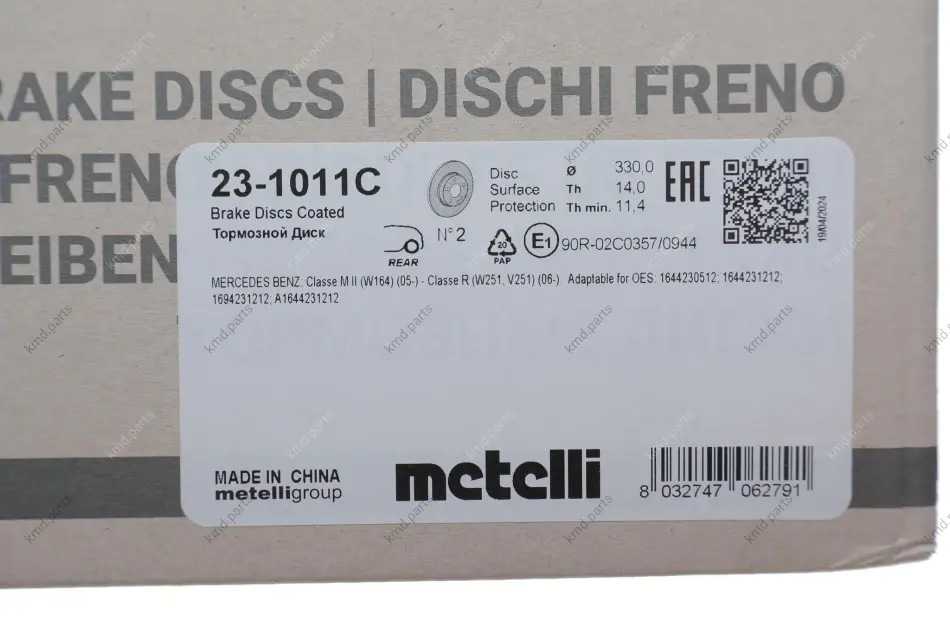 RAKE DISCS | DISCHI FRENO
FREN
EIBEN
23-1011C
Brake Discs Coated
Тормозной Диск
Disc
Surface
Protection
Ø 330,0
Th 14,0
Th min. 11,4
EAC
19/04/2024
REAR
N° 2
20
PAP
E1
90R-02C0357/0944
MERCEDES BENZ. Classe M II (W164) (05-) - Classe R (W251, V251) (06-). Adaptable for OES: 1644230512; 1644231212;
1694231212; A1644231212
MADE IN CHINA
metelligroup
metelli
8 032747 062791
kmd.parts